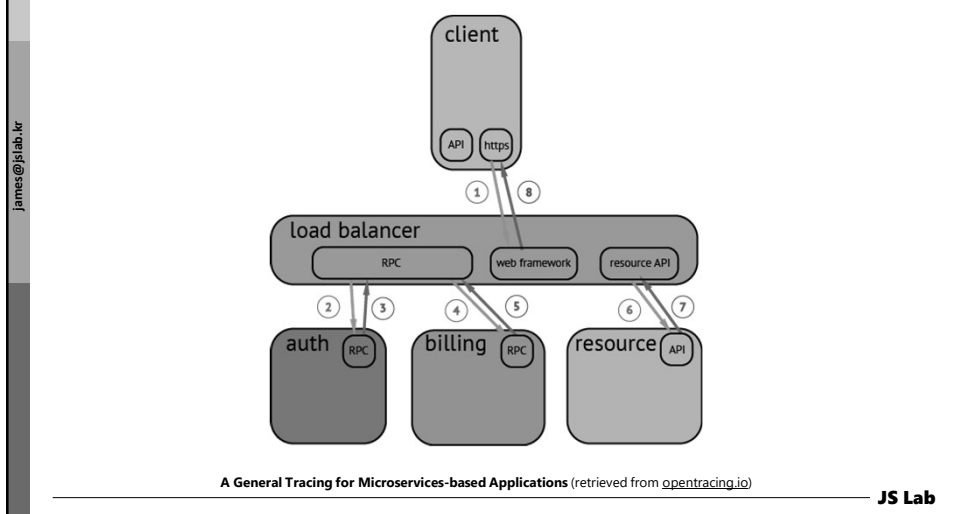 james@jslab.kr
client
API
https
1
8
load balancer
RPC
web framework
resource API
2
3
4
5
6
7
auth
RPC
billing
RPC
resource
API
A General Tracing for Microservices-based Applications (retrieved from opentracing.io)
JS Lab